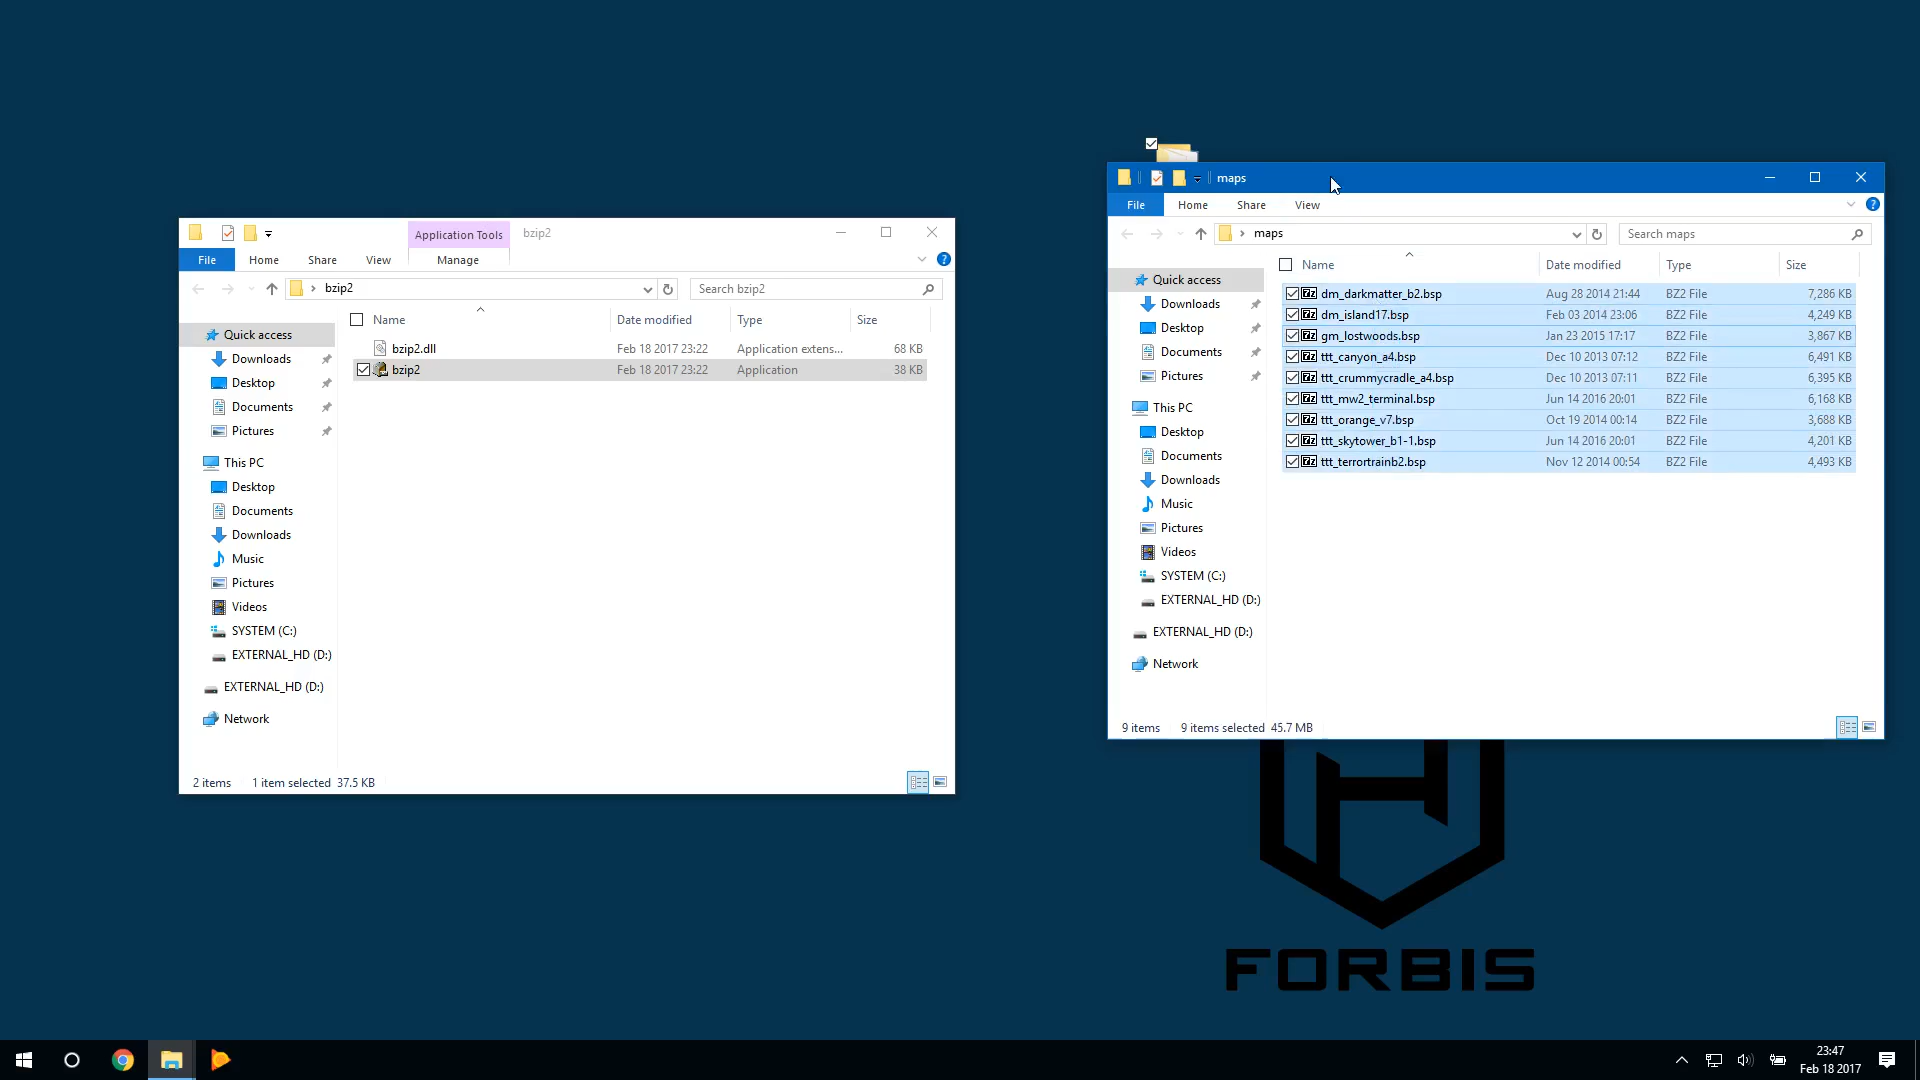 Application Tools
bzip2
File
Home
Share
View
Manage
bzip2
Search bzip2
Name
Date modified
Type
Size
bzip2.dll
Feb 18 2017 23:22
Application extens...
68 KB
bzip2
Feb 18 2017 23:22
Application
38 KB
Quick access
Downloads
Desktop
Documents
Pictures
This PC
Desktop
Documents
Downloads
Music
Pictures
Videos
SYSTEM (C:)
EXTERNAL_HD (D:)
EXTERNAL_HD (D:)
Network
2 items
1 item selected 37.5 KB
maps
File
Home
Share
View
maps
Search maps
Name
Date modified
Type
Size
dm_darkmatter_b2.bsp
Aug 28 2014 21:44
BZ2 File
7,286 KB
dm_island17.bsp
Feb 03 2014 23:06
BZ2 File
4,249 KB
gm_lostwoods.bsp
Jan 23 2015 17:17
BZ2 File
3,867 KB
ttt_canyon_a4.bsp
Dec 10 2013 07:12
BZ2 File
6,491 KB
ttt_crummycradle_a4.bsp
Dec 10 2013 07:11
BZ2 File
6,395 KB
ttt_mw2_terminal.bsp
Jun 14 2016 20:01
BZ2 File
6,168 KB
ttt_orange_v7.bsp
Oct 19 2014 00:14
BZ2 File
3,688 KB
ttt_skytower_b1-1.bsp
Jun 14 2016 20:01
BZ2 File
4,201 KB
ttt_terrortrainb2.bsp
Nov 12 2014 00:54
BZ2 File
4,493 KB
Quick access
Downloads
Desktop
Documents
Pictures
This PC
Desktop
Documents
Downloads
Music
Pictures
Videos
SYSTEM (C:)
EXTERNAL_HD (D:)
EXTERNAL_HD (D:)
Network
9 items
9 items selected 45.7 MB
FORBIS
23:47
Feb 18 2017